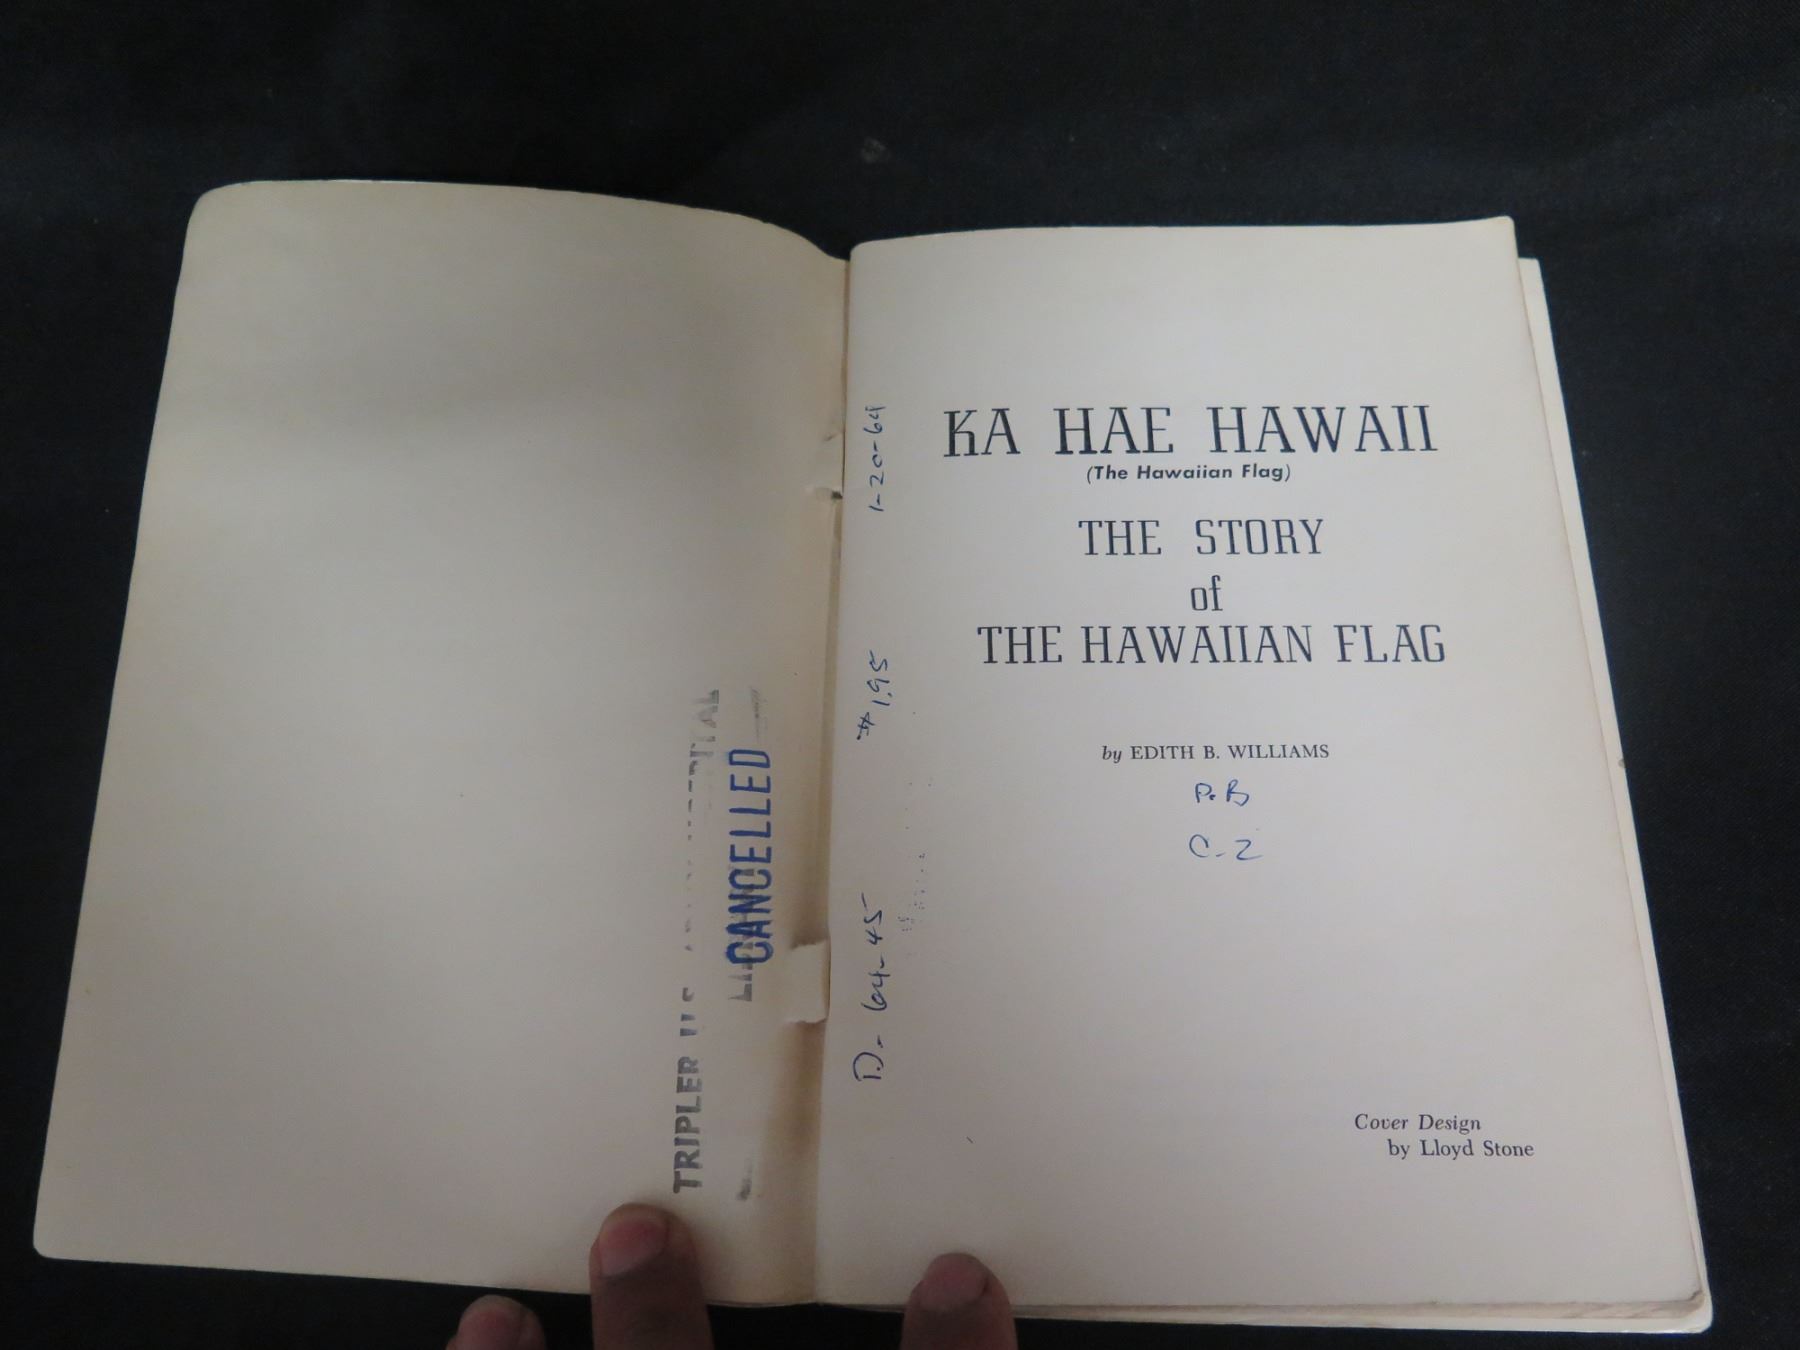 TRIPLER U.S.
CANCELLED
1-20-64
$1.95
D-64-45
KA HAE HAWAII
(The Hawaiian Flag)
THE STORY
of
THE HAWAIIAN FLAG
by EDITH B. WILLIAMS
P.B
C-2
Cover Design
by Lloyd Stone